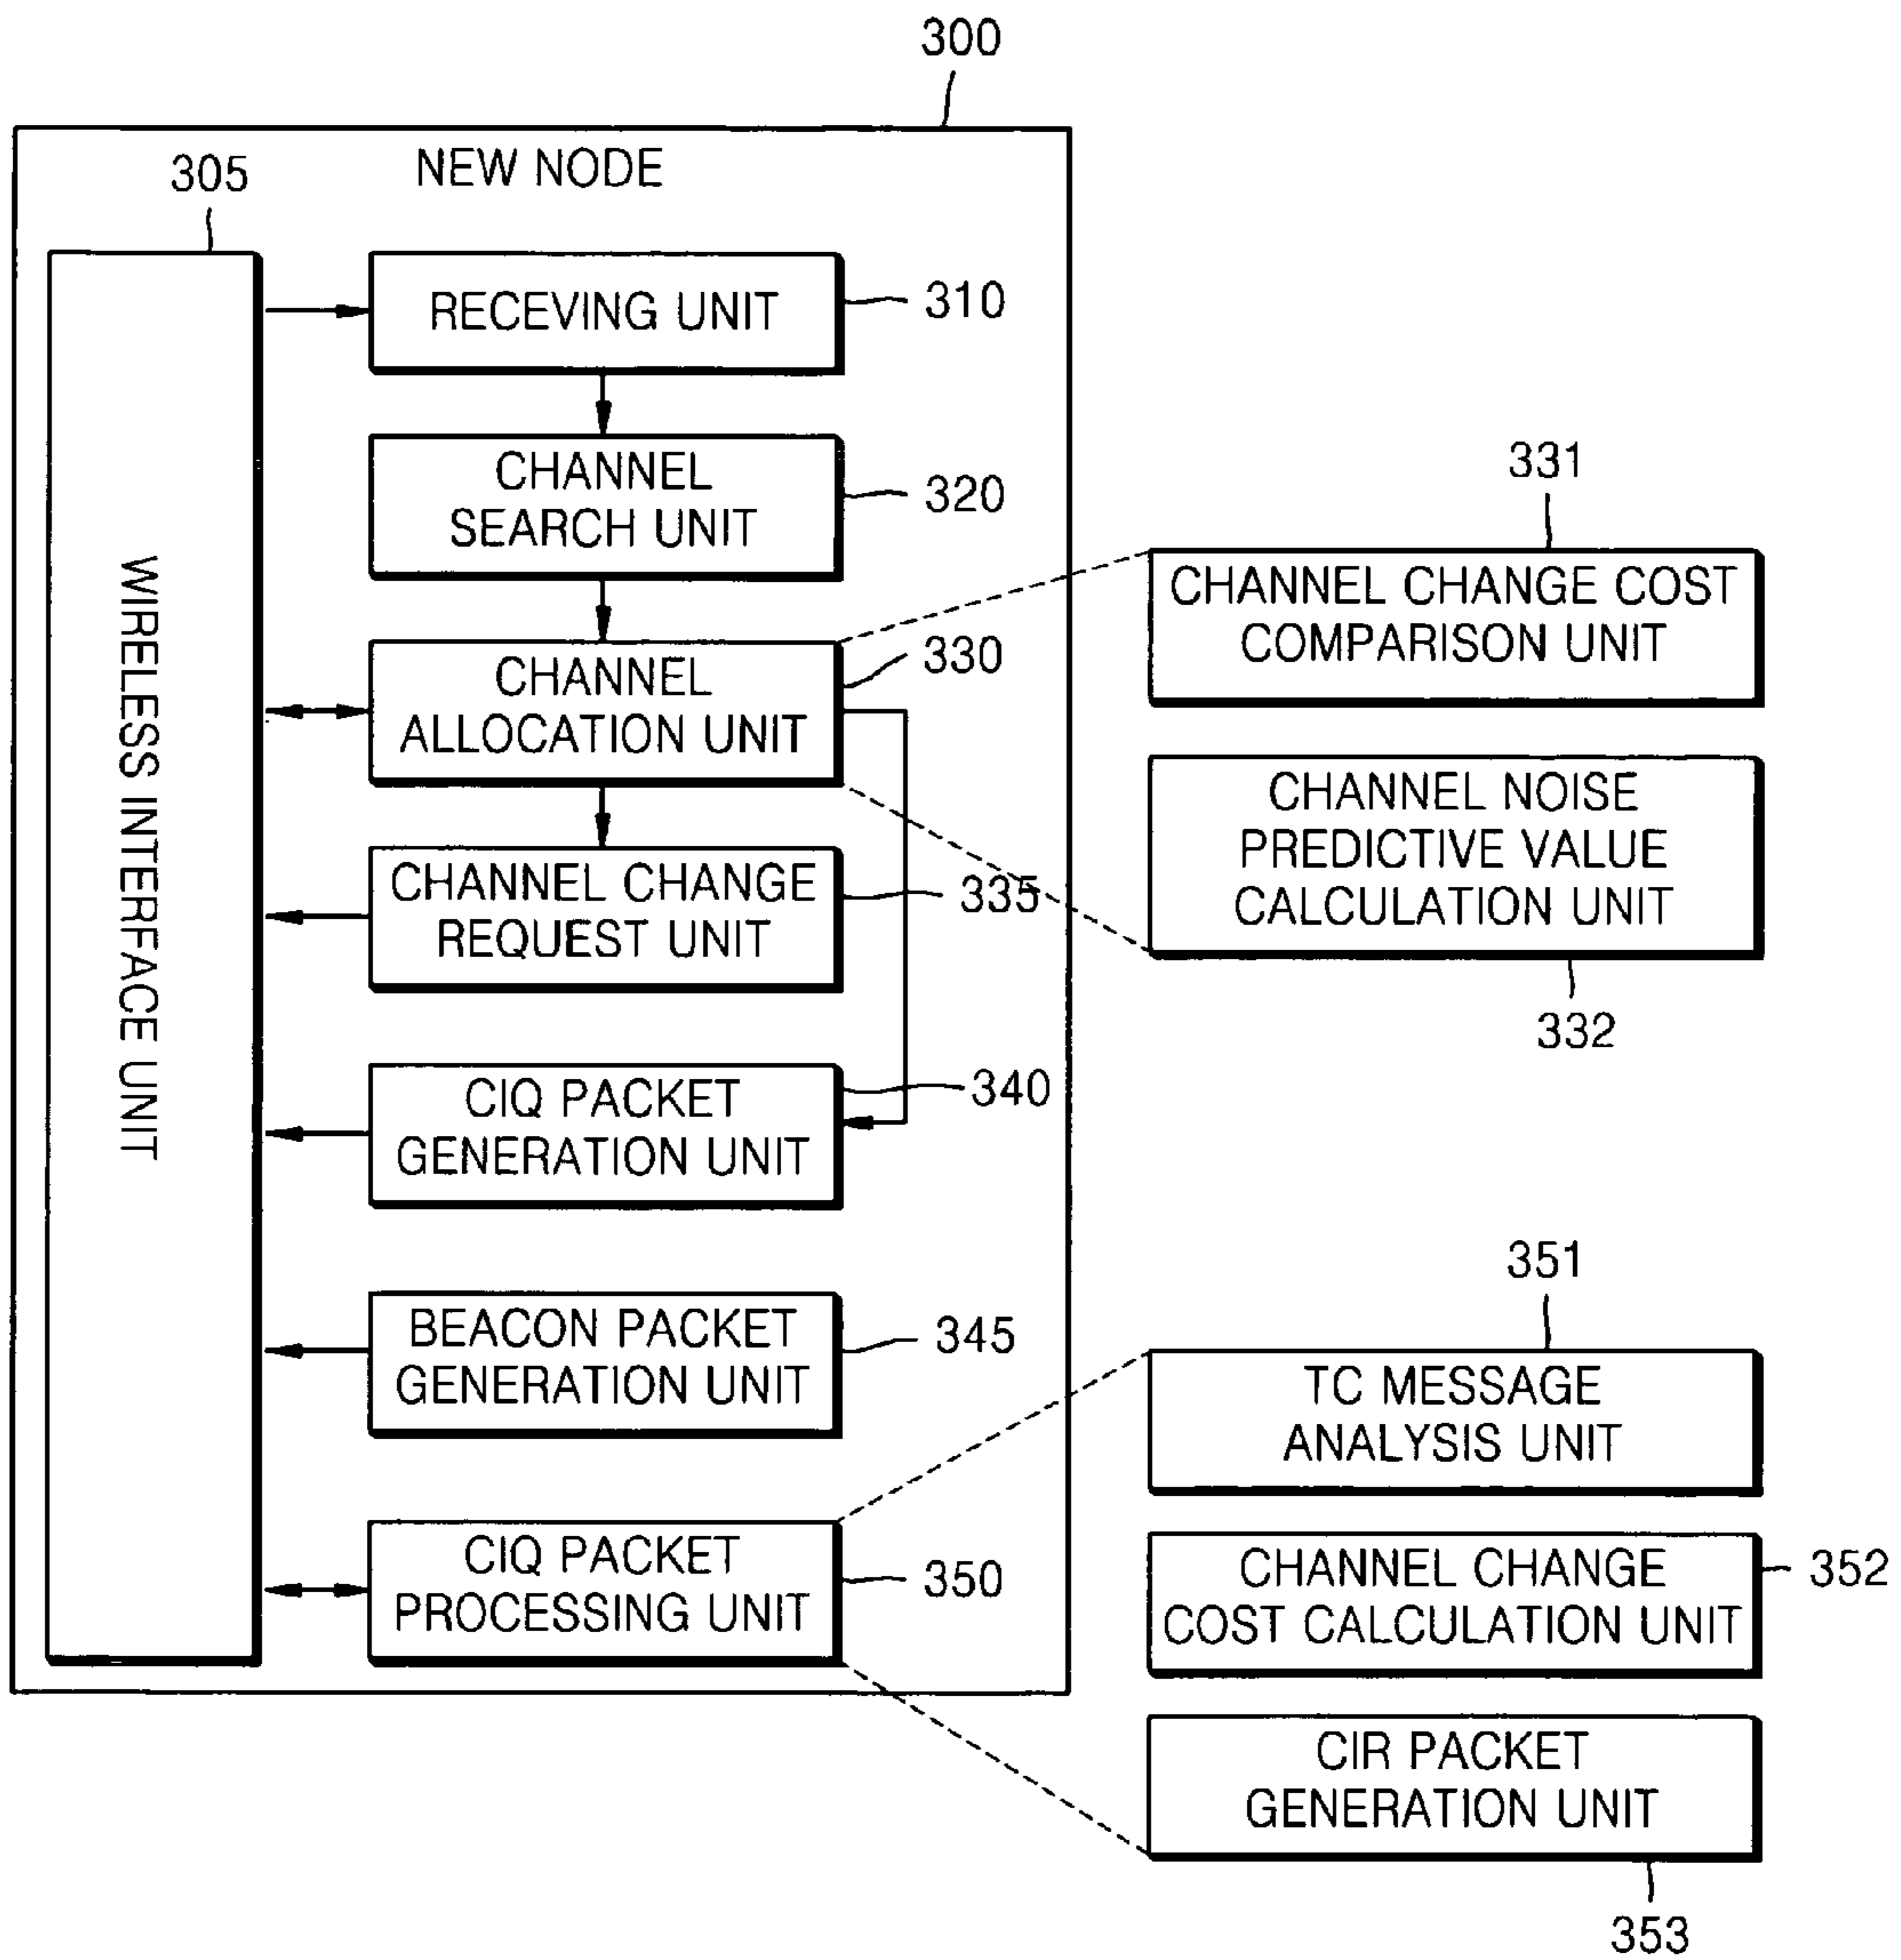 300
NEW NODE
305
WIRELESS INTERFACE UNIT
RECEVING UNIT
310
CHANNEL
SEARCH UNIT
320
CHANNEL
ALLOCATION UNIT
330
331
CHANNEL CHANGE COST
COMPARISON UNIT
CHANNEL NOISE
PREDICTIVE VALUE
CALCULATION UNIT
332
CHANNEL CHANGE
REQUEST UNIT
335
CIQ PACKET
GENERATION UNIT
340
BEACON PACKET
GENERATION UNIT
345
CIQ PACKET
PROCESSING UNIT
350
351
TC MESSAGE
ANALYSIS UNIT
CHANNEL CHANGE
COST CALCULATION UNIT
352
CIR PACKET
GENERATION UNIT
353